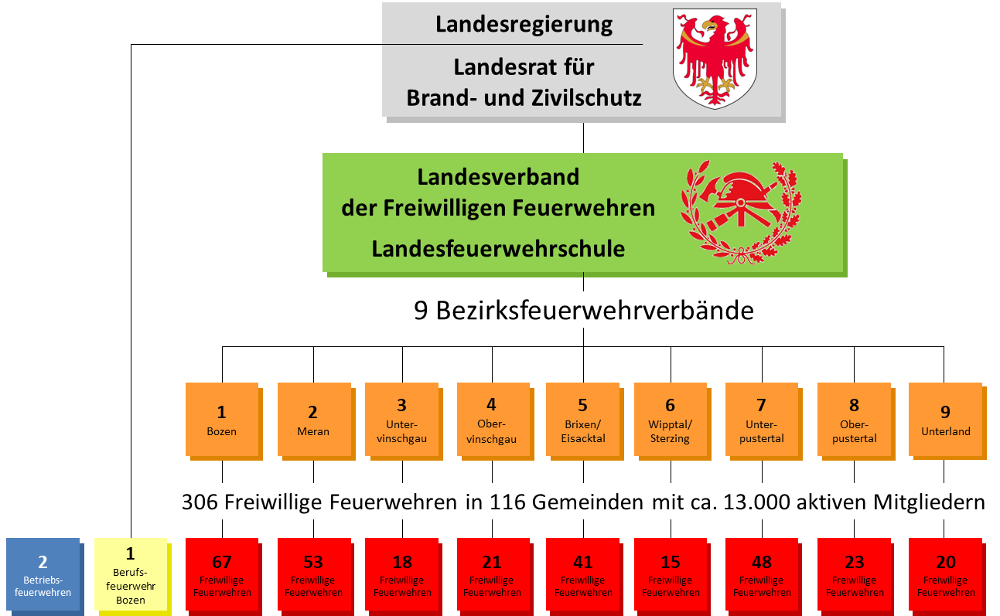 Landesregierung
Landesrat für
Brand- und Zivilschutz
Landesverband
der Freiwilligen Feuerwehren
Landesfeuerwehrschule
9 Bezirksfeuerwehrverbände
1
Bozen
2
Meran
3
Unter-
vinschgau
4
Ober-
vinschgau
5
Brixen/
Eisacktal
6
Wipptal/
Sterzing
7
Unter-
pustertal
8
Ober-
pustertal
9
Unterland
306 Freiwillige Feuerwehren in 116 Gemeinden mit ca. 13.000 aktiven Mitgliedern
2
Betriebs-
feuerwehren
1
Berufs-
feuerwehr
Bozen
67
Freiwillige
Feuerwehren
53
Freiwillige
Feuerwehren
18
Freiwillige
Feuerwehren
21
Freiwillige
Feuerwehren
41
Freiwillige
Feuerwehren
15
Freiwillige
Feuerwehren
48
Freiwillige
Feuerwehren
23
Freiwillige
Feuerwehren
20
Freiwillige
Feuerwehren